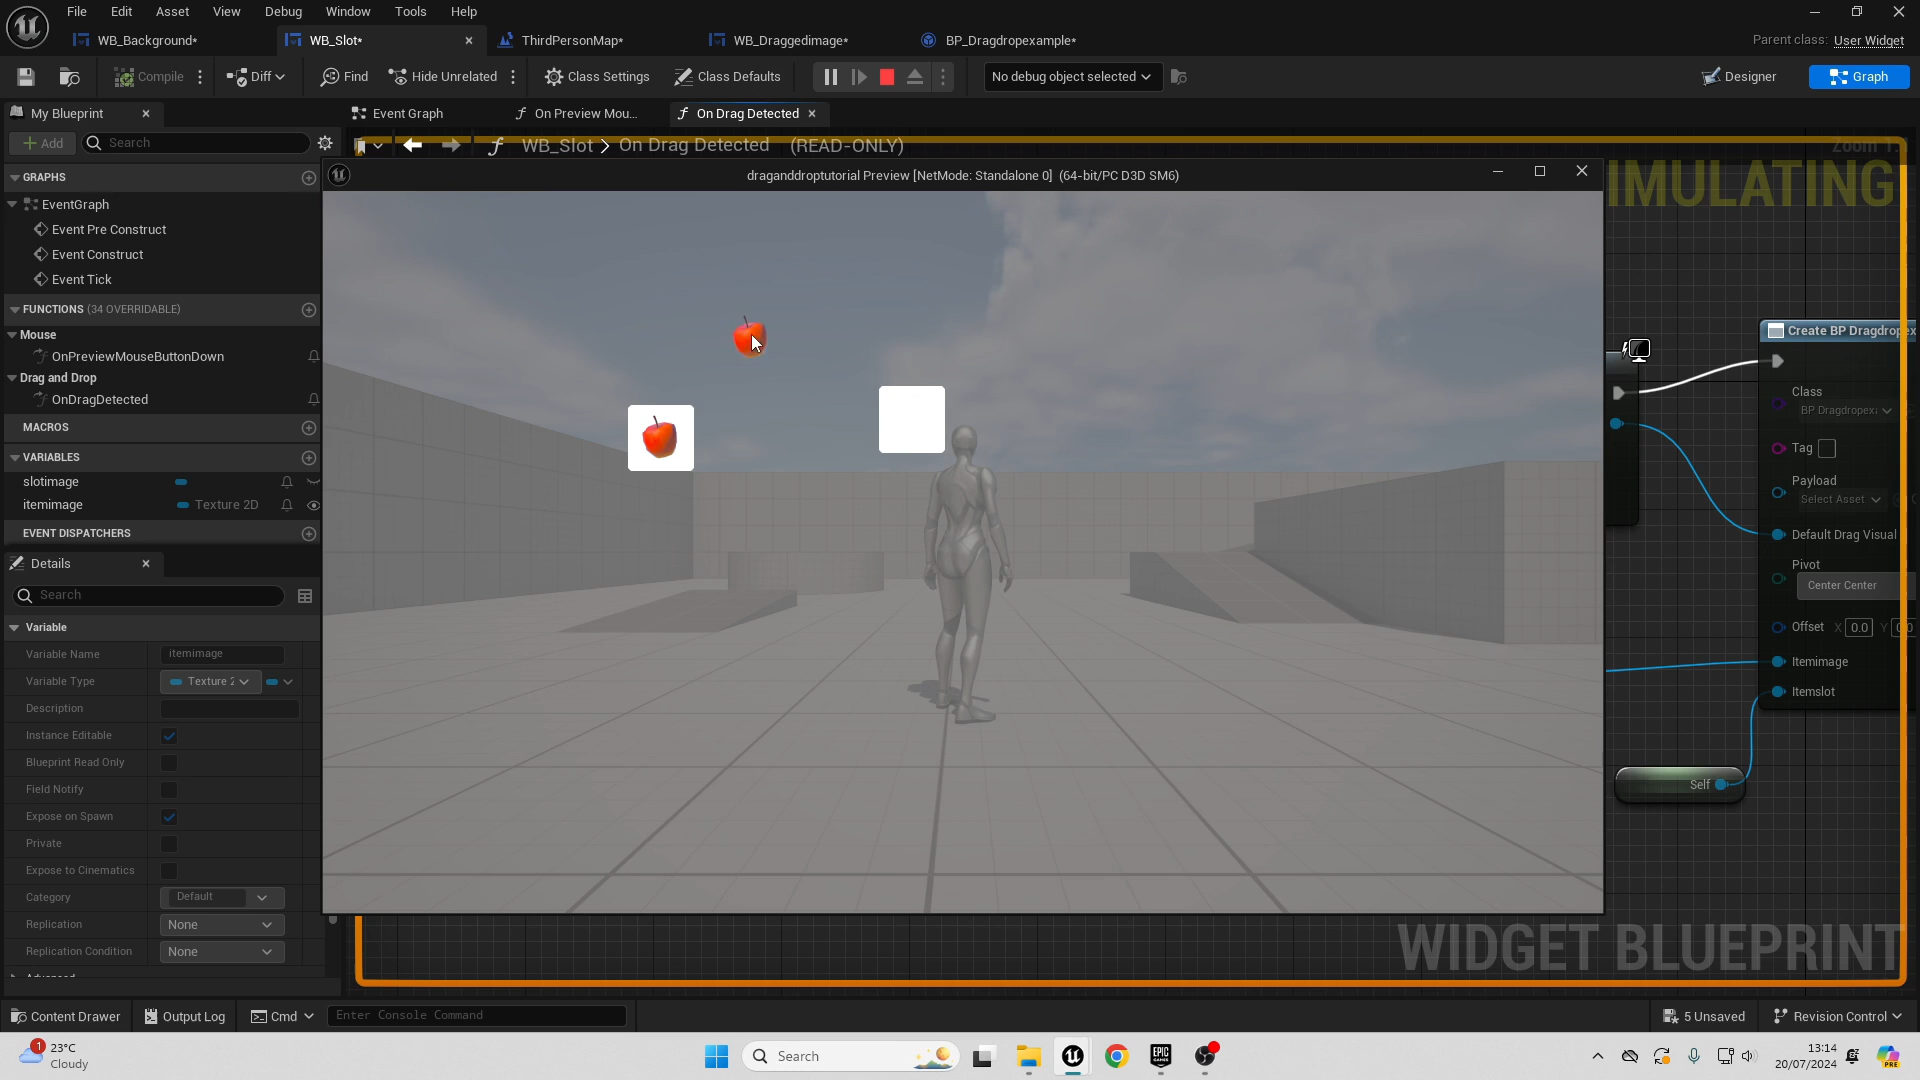 File Edit Asset View Debug Window Tools Help
WB_Background* WB_Slot* ThirdPersonMap* WB_Draggedimage* BP_Dragdropexample* Parent class: User Widget
Compile Diff Find Hide Unrelated Class Settings Class Defaults No debug object selected Designer Graph
My Blueprint Event Graph On Preview Mou... On Drag Detected
Add Search WB_Slot > On Drag Detected (READ-ONLY)
GRAPHS
draganddroptutorial Preview [NetMode: Standalone 0] (64-bit/PC D3D SM6)
IMULATING
EventGraph
Event Pre Construct
Event Construct
Event Tick
FUNCTIONS (34 OVERRIDABLE)
Mouse
OnPreviewMouseButtonDown
Drag and Drop
OnDragDetected
MACROS
VARIABLES
slotimage
itemimage Texture 2D
EVENT DISPATCHERS
Create BP Dragdropex
Class
BP Dragdropex
Tag
Payload
Select Asset
Default Drag Visual
Pivot
Center Center
Offset X 0.0 Y 0.0
Itemimage
Itemslot
Self
Details
Search
Variable
Variable Name itemimage
Variable Type Texture 2
Description
Instance Editable
Blueprint Read Only
Field Notify
Expose on Spawn
Private
Expose to Cinematics
Category Default
Replication None
Replication Condition None
WIDGET BLUEPRINT
Content Drawer Output Log Cmd Enter Console Command 5 Unsaved Revision Control
1 23°C
Cloudy
Search
EPIC GAMES
13:14
20/07/2024
PRE